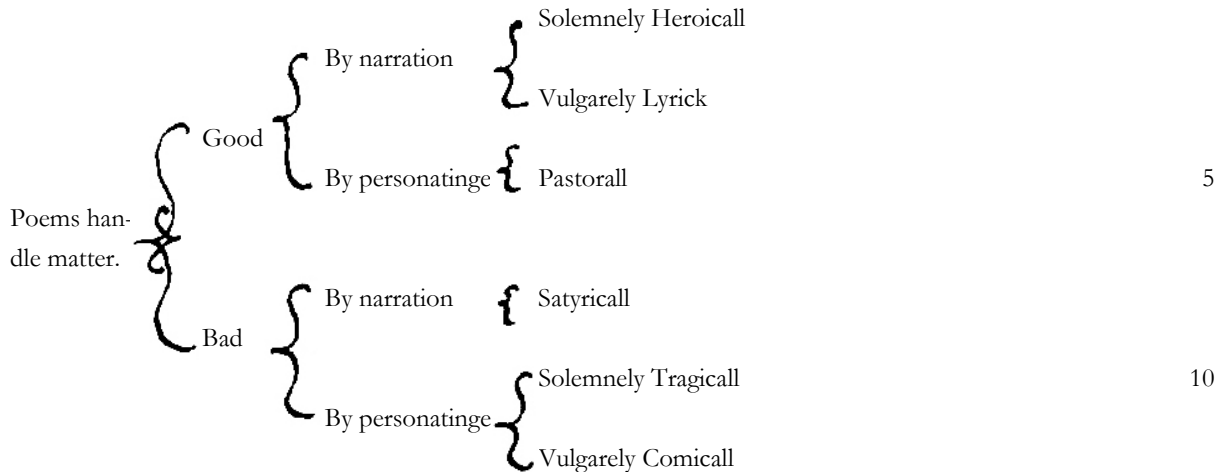 Solemnely Heroicall
By narration
Vulgarely Lyrick
Good
By personatinge Pastorall 5
Poems han-
dle matter.
By narration Satyricall
Bad
Solemnely Tragicall 10
By personatinge
Vulgarely Comicall